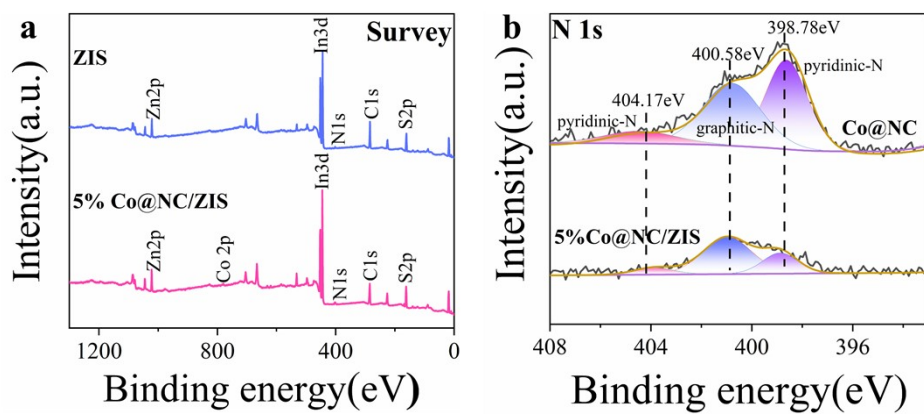 a
Survey
ZIS
Zn2p
In3d
N1s
C1s
S2p
5% Co@NC/ZIS
Zn2p
Co 2p
In3d
N1s
C1s
S2p
Intensity(a.u.)
1200
800
400
0
Binding energy(eV)
b
N 1s
398.78eV
400.58eV
pyridinic-N
404.17eV
pyridinic-N
graphitic-N
Co@NC
5%Co@NC/ZIS
Intensity(a.u.)
408
404
400
396
Binding energy(eV)